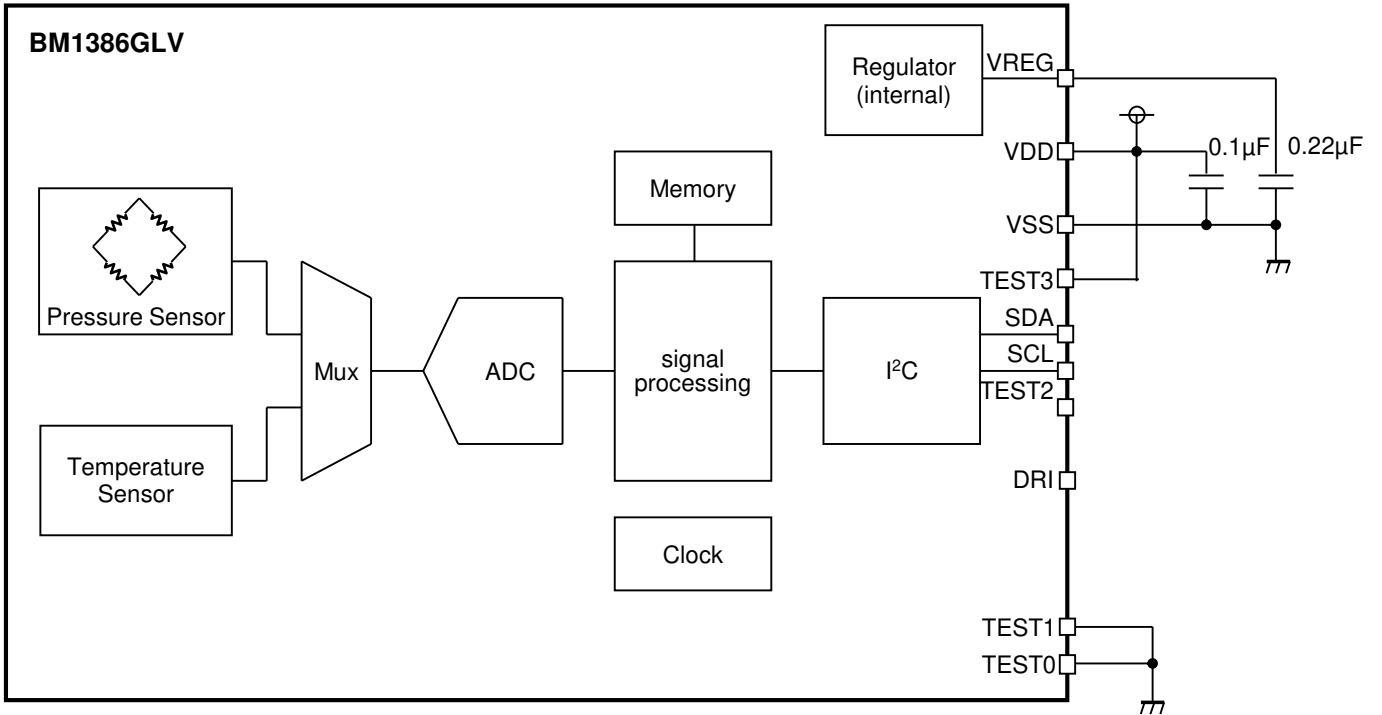 BM1386GLV
Regulator
(internal)
VREG
VDD
0.1µF
0.22µF
Memory
VSS
TEST3
Pressure Sensor
SDA
Mux
ADC
signal
processing
I²C
SCL
TEST2
Temperature
Sensor
DRI
Clock
TEST1
TEST0